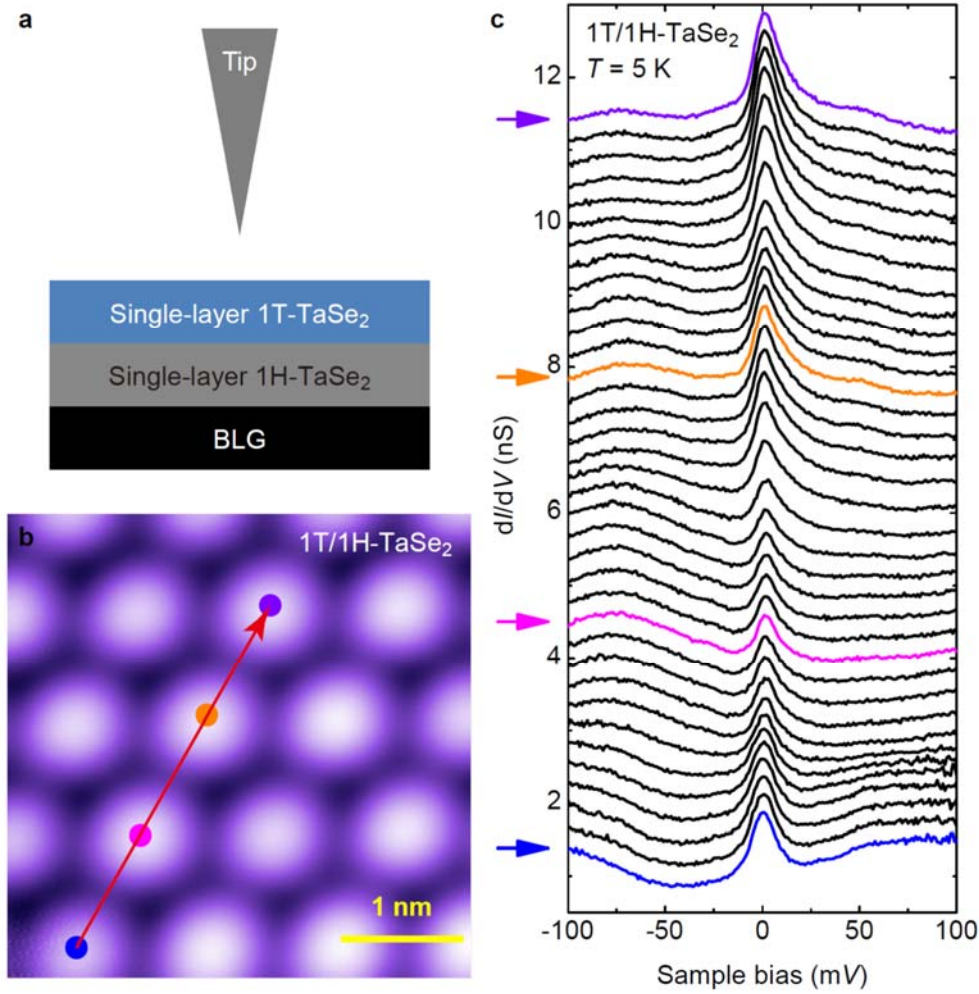 a
Tip
Single-layer 1T-TaSe₂
Single-layer 1H-TaSe₂
BLG
b
1T/1H-TaSe₂
1 nm
c
1T/1H-TaSe₂
T = 5 K
12
10
8
6
4
2
dI/dV (nS)
-100
-50
0
50
100
Sample bias (mV)